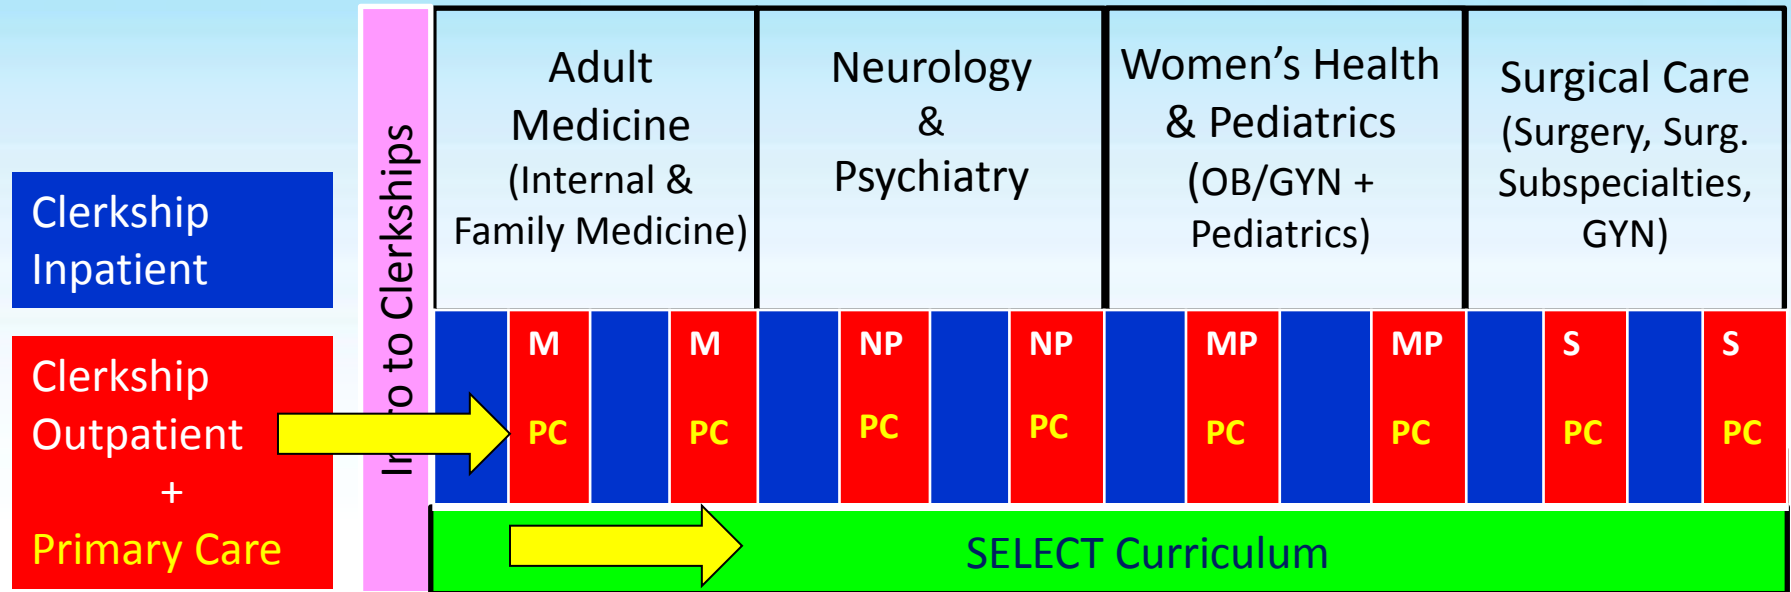 Clerkship
Inpatient
Clerkship
Outpatient
+
Primary Care
Intro to Clerkships
Adult
Medicine
(Internal &
Family Medicine)
Neurology
&
Psychiatry
Women’s Health
& Pediatrics
(OB/GYN +
Pediatrics)
Surgical Care
(Surgery, Surg.
Subspecialties,
GYN)
M M NP NP MP MP S S
PC PC PC PC PC PC PC PC
SELECT Curriculum